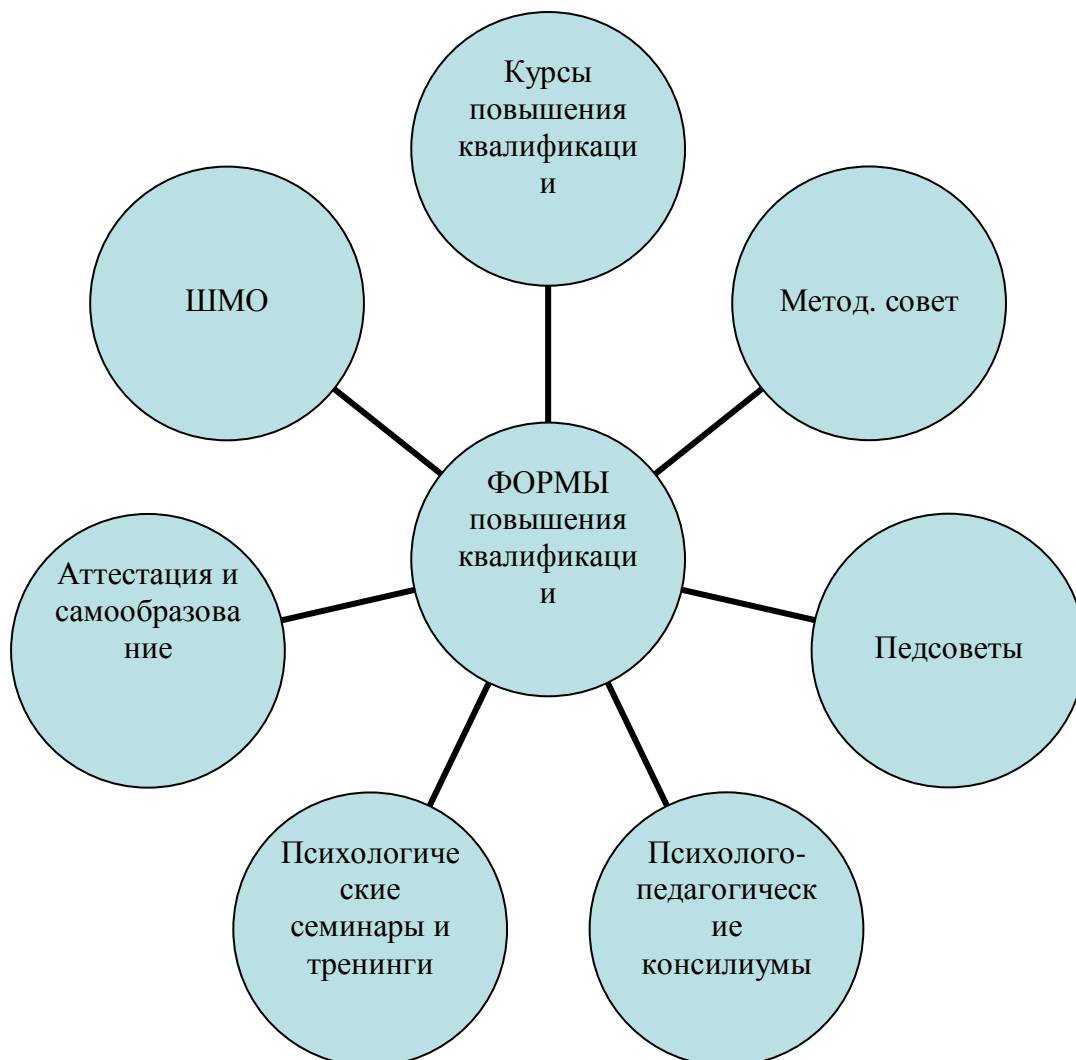 Курсы
повышения
квалификаци
и
ШМО
Метод. совет
ФОРМЫ
повышения
квалификаци
и
Аттестация и
самообразова
ние
Педсоветы
Психологиче
ские
семинары и
тренинги
Психолого-
педагогическ
ие
консилиумы